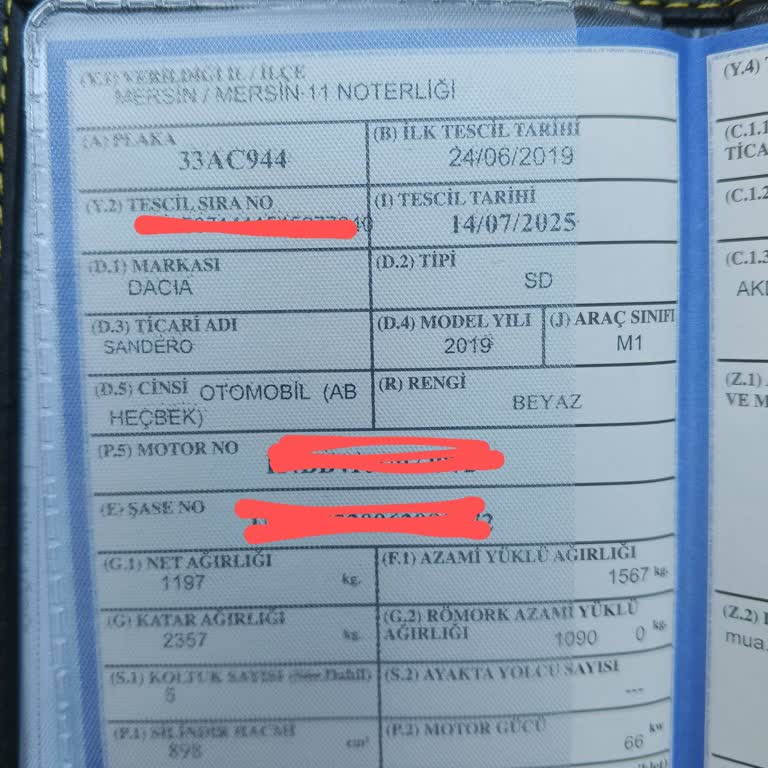 (Y.1) VERİLDİĞİ İL / İLÇE
MERSİN / MERSİN-11 NOTERLİĞİ
(A) PLAKA
33AC944
(B) İLK TESCİL TARİHİ
24/06/2019
(Y.2) TESCİL SIRA NO
(I) TESCİL TARİHİ
14/07/2025
(D.1) MARKASI
DACIA
(D.2) TİPİ
SD
(D.3) TİCARİ ADI
SANDERO
(D.4) MODEL YILI
2019
(J) ARAÇ SINIFI
M1
(D.5) CİNSİ OTOMOBİL (AB
HEÇBEK)
(R) RENGİ
BEYAZ
(P.5) MOTOR NO
(E) ŞASE NO
(G.1) NET AĞIRLIĞI
1197 kg.
(F.1) AZAMİ YÜKLÜ AĞIRLIĞI
1567 kg.
(G) KATAR AĞIRLIĞI
2357 kg.
(G.2) RÖMORK AZAMİ YÜKLÜ
AĞIRLIĞI 1090 0 kg.
(S.1) KOLTUK SAYISI (Sür. Dahil)
5
(S.2) AYAKTA YOLCU SAYISI
---
(P.1) SİLİNDİR HACMİ
898 cm³
(P.2) MOTOR GÜCÜ
66 kw
(Y.4)
(C.1.1
TİCA
(C.1.2
(C.1.3
(Z.1)
VE M
(Z.2)
mua